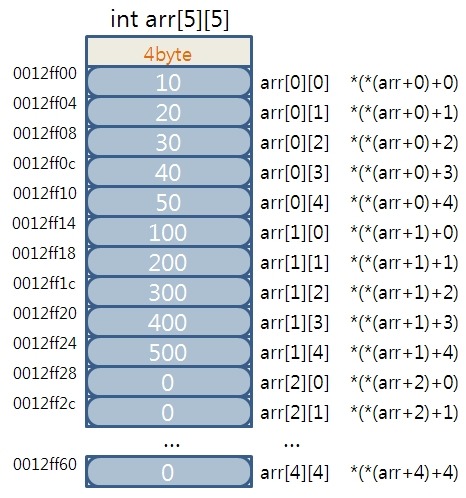 int arr[5][5]
4byte
0012ff00 10 arr[0][0] *(*(arr+0)+0)
0012ff04 20 arr[0][1] *(*(arr+0)+1)
0012ff08 30 arr[0][2] *(*(arr+0)+2)
0012ff0c 40 arr[0][3] *(*(arr+0)+3)
0012ff10 50 arr[0][4] *(*(arr+0)+4)
0012ff14 100 arr[1][0] *(*(arr+1)+0)
0012ff18 200 arr[1][1] *(*(arr+1)+1)
0012ff1c 300 arr[1][2] *(*(arr+1)+2)
0012ff20 400 arr[1][3] *(*(arr+1)+3)
0012ff24 500 arr[1][4] *(*(arr+1)+4)
0012ff28 0 arr[2][0] *(*(arr+2)+0)
0012ff2c 0 arr[2][1] *(*(arr+2)+1)
... ...
0012ff60 0 arr[4][4] *(*(arr+4)+4)